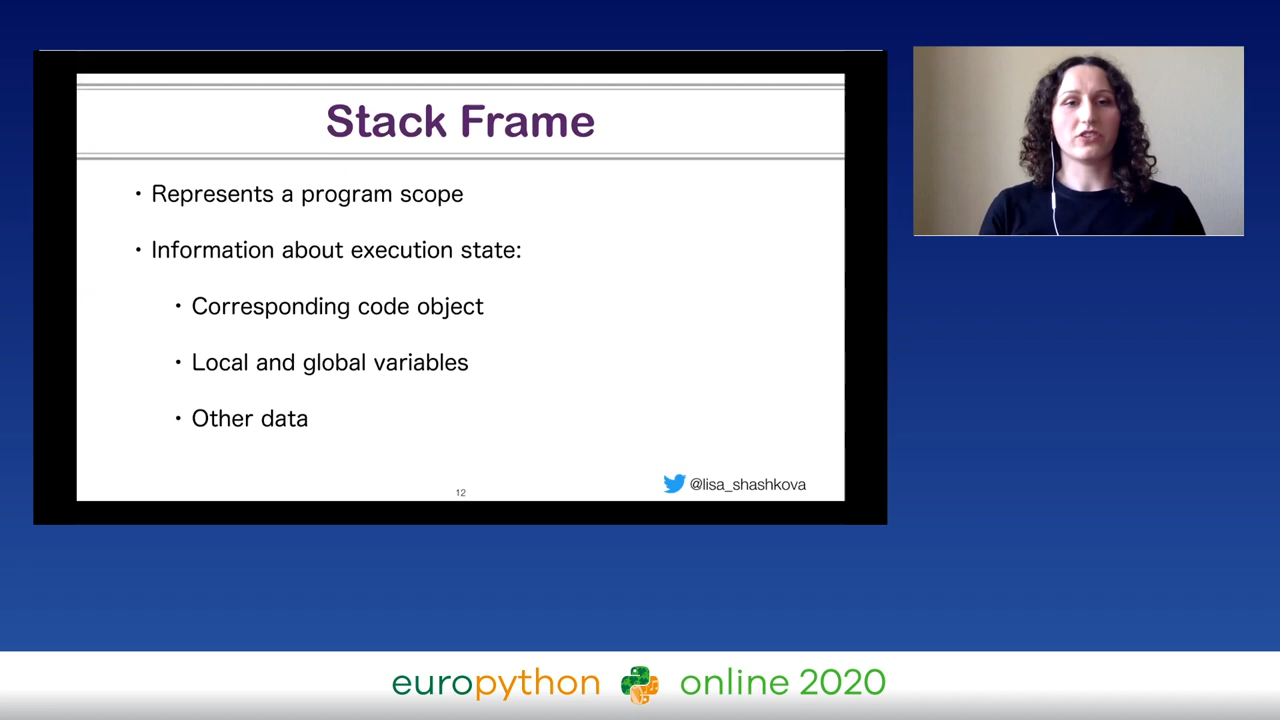 Stack Frame
• Represents a program scope
• Information about execution state:
• Corresponding code object
• Local and global variables
• Other data
12
@lisa_shashkova
europython online 2020